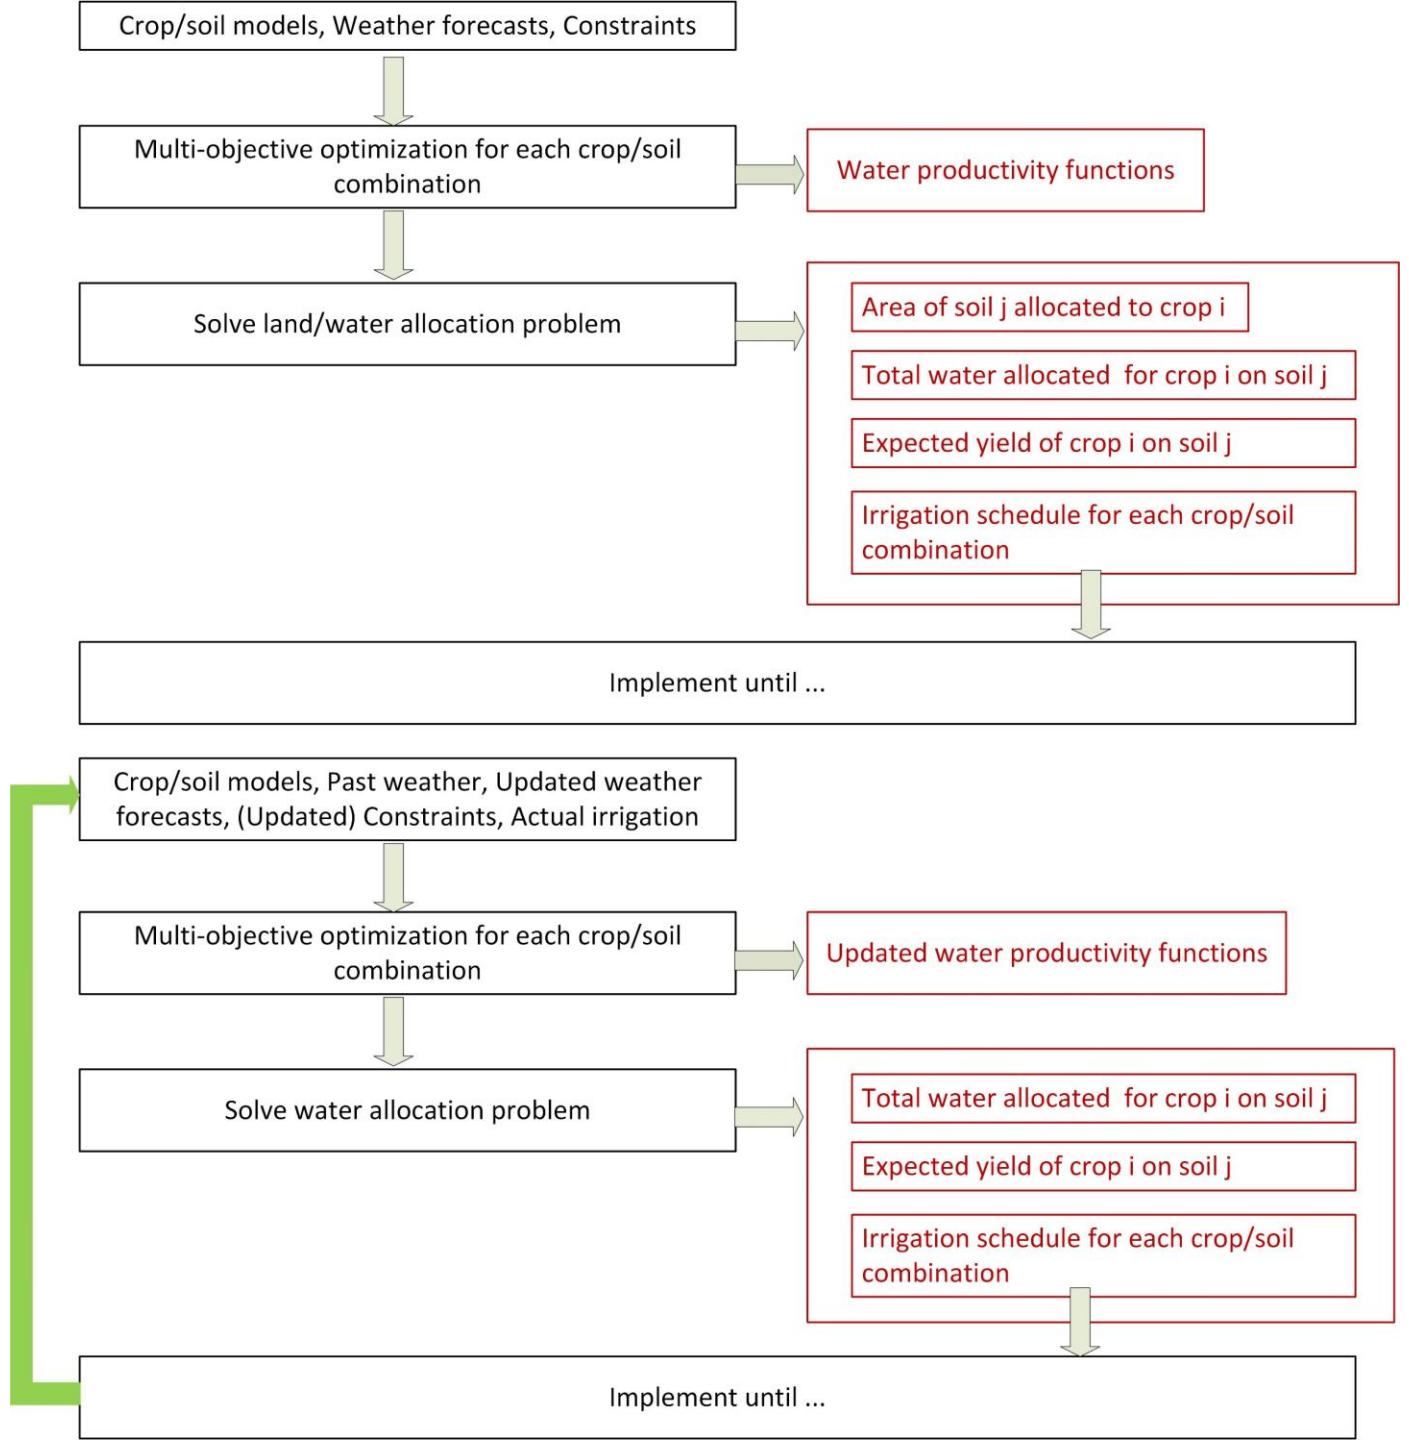 Crop/soil models, Weather forecasts, Constraints
Multi-objective optimization for each crop/soil
combination
Water productivity functions
Solve land/water allocation problem
Area of soil j allocated to crop i
Total water allocated  for crop i on soil j
Expected yield of crop i on soil j
Irrigation schedule for each crop/soil
combination
Implement until ...
Crop/soil models, Past weather, Updated weather
forecasts, (Updated) Constraints, Actual irrigation
Multi-objective optimization for each crop/soil
combination
Updated water productivity functions
Solve water allocation problem
Total water allocated  for crop i on soil j
Expected yield of crop i on soil j
Irrigation schedule for each crop/soil
combination
Implement until ...